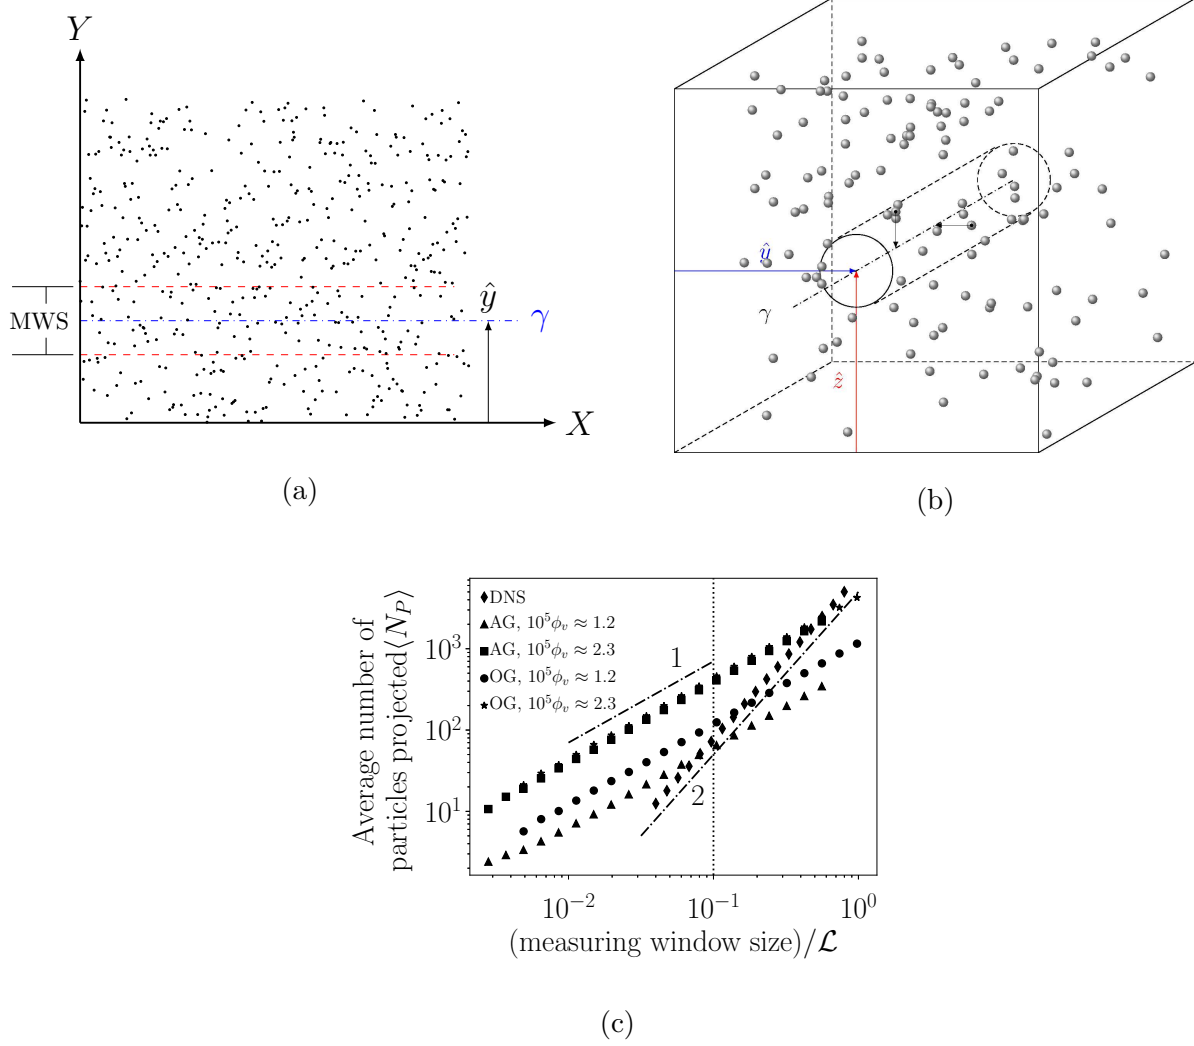 Y
MWS
ŷ
γ
X
(a)
ŷ
γ
ẑ
(b)
Average number of
particles projected⟨N_P⟩
10³
10²
10¹
DNS
AG, 10⁵ϕᵥ ≈ 1.2
AG, 10⁵ϕᵥ ≈ 2.3
OG, 10⁵ϕᵥ ≈ 1.2
OG, 10⁵ϕᵥ ≈ 2.3
1
2
10⁻² 10⁻¹ 10⁰
(measuring window size)/𝓛
(c)